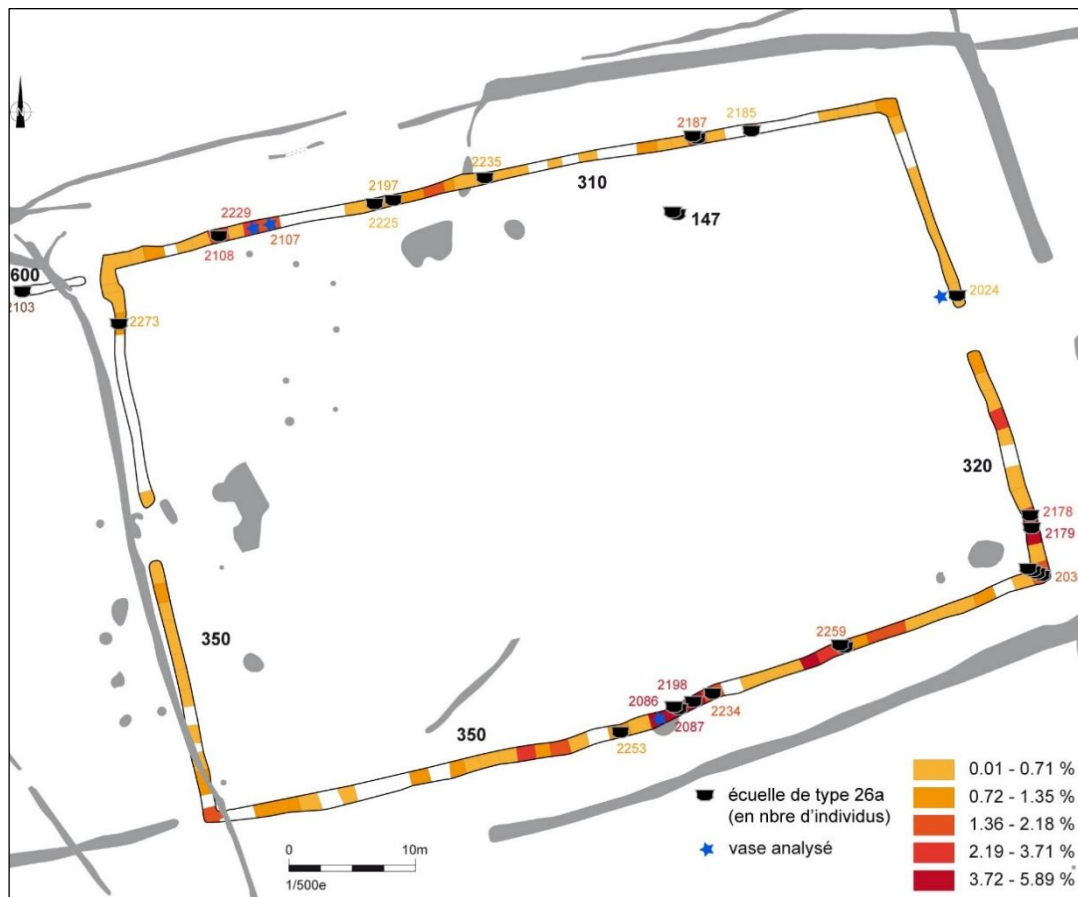 N
2187
2185
2235
2197
310
2225
147
2229
2107
2108
600
2103
2273
2024
320
2178
2179
2030
2259
350
2198
2086
2234
2087
350
2253
écuelle de type 26a
(en nbre d'individus)
vase analysé
0.01 - 0.71 %
0.72 - 1.35 %
1.36 - 2.18 %
2.19 - 3.71 %
3.72 - 5.89 %
0 10m
1/500e